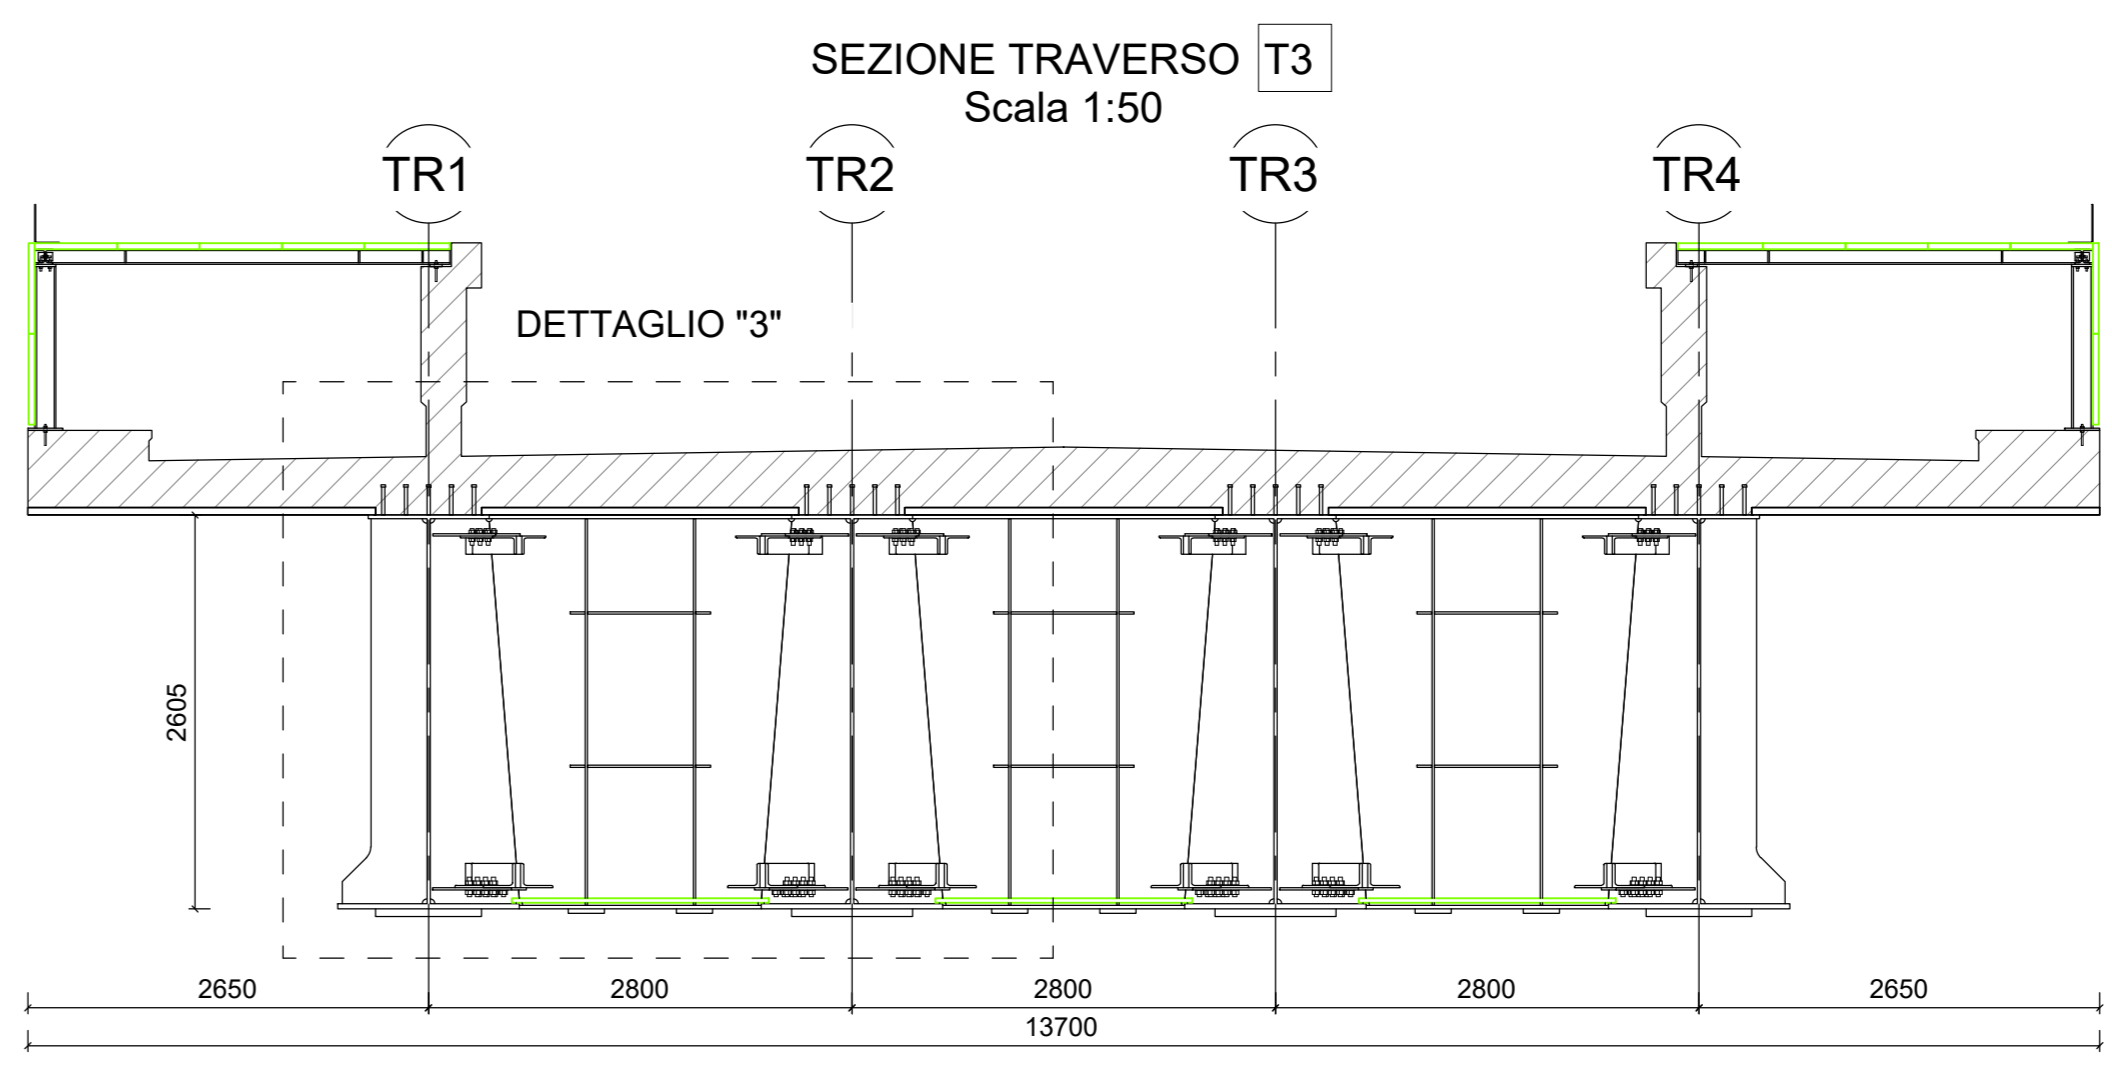 SEZIONE TRAVERSO T3
Scala 1:50
TR1 TR2 TR3 TR4
DETTAGLIO "3"
2605
2650 2800 2800 2800 2650
13700